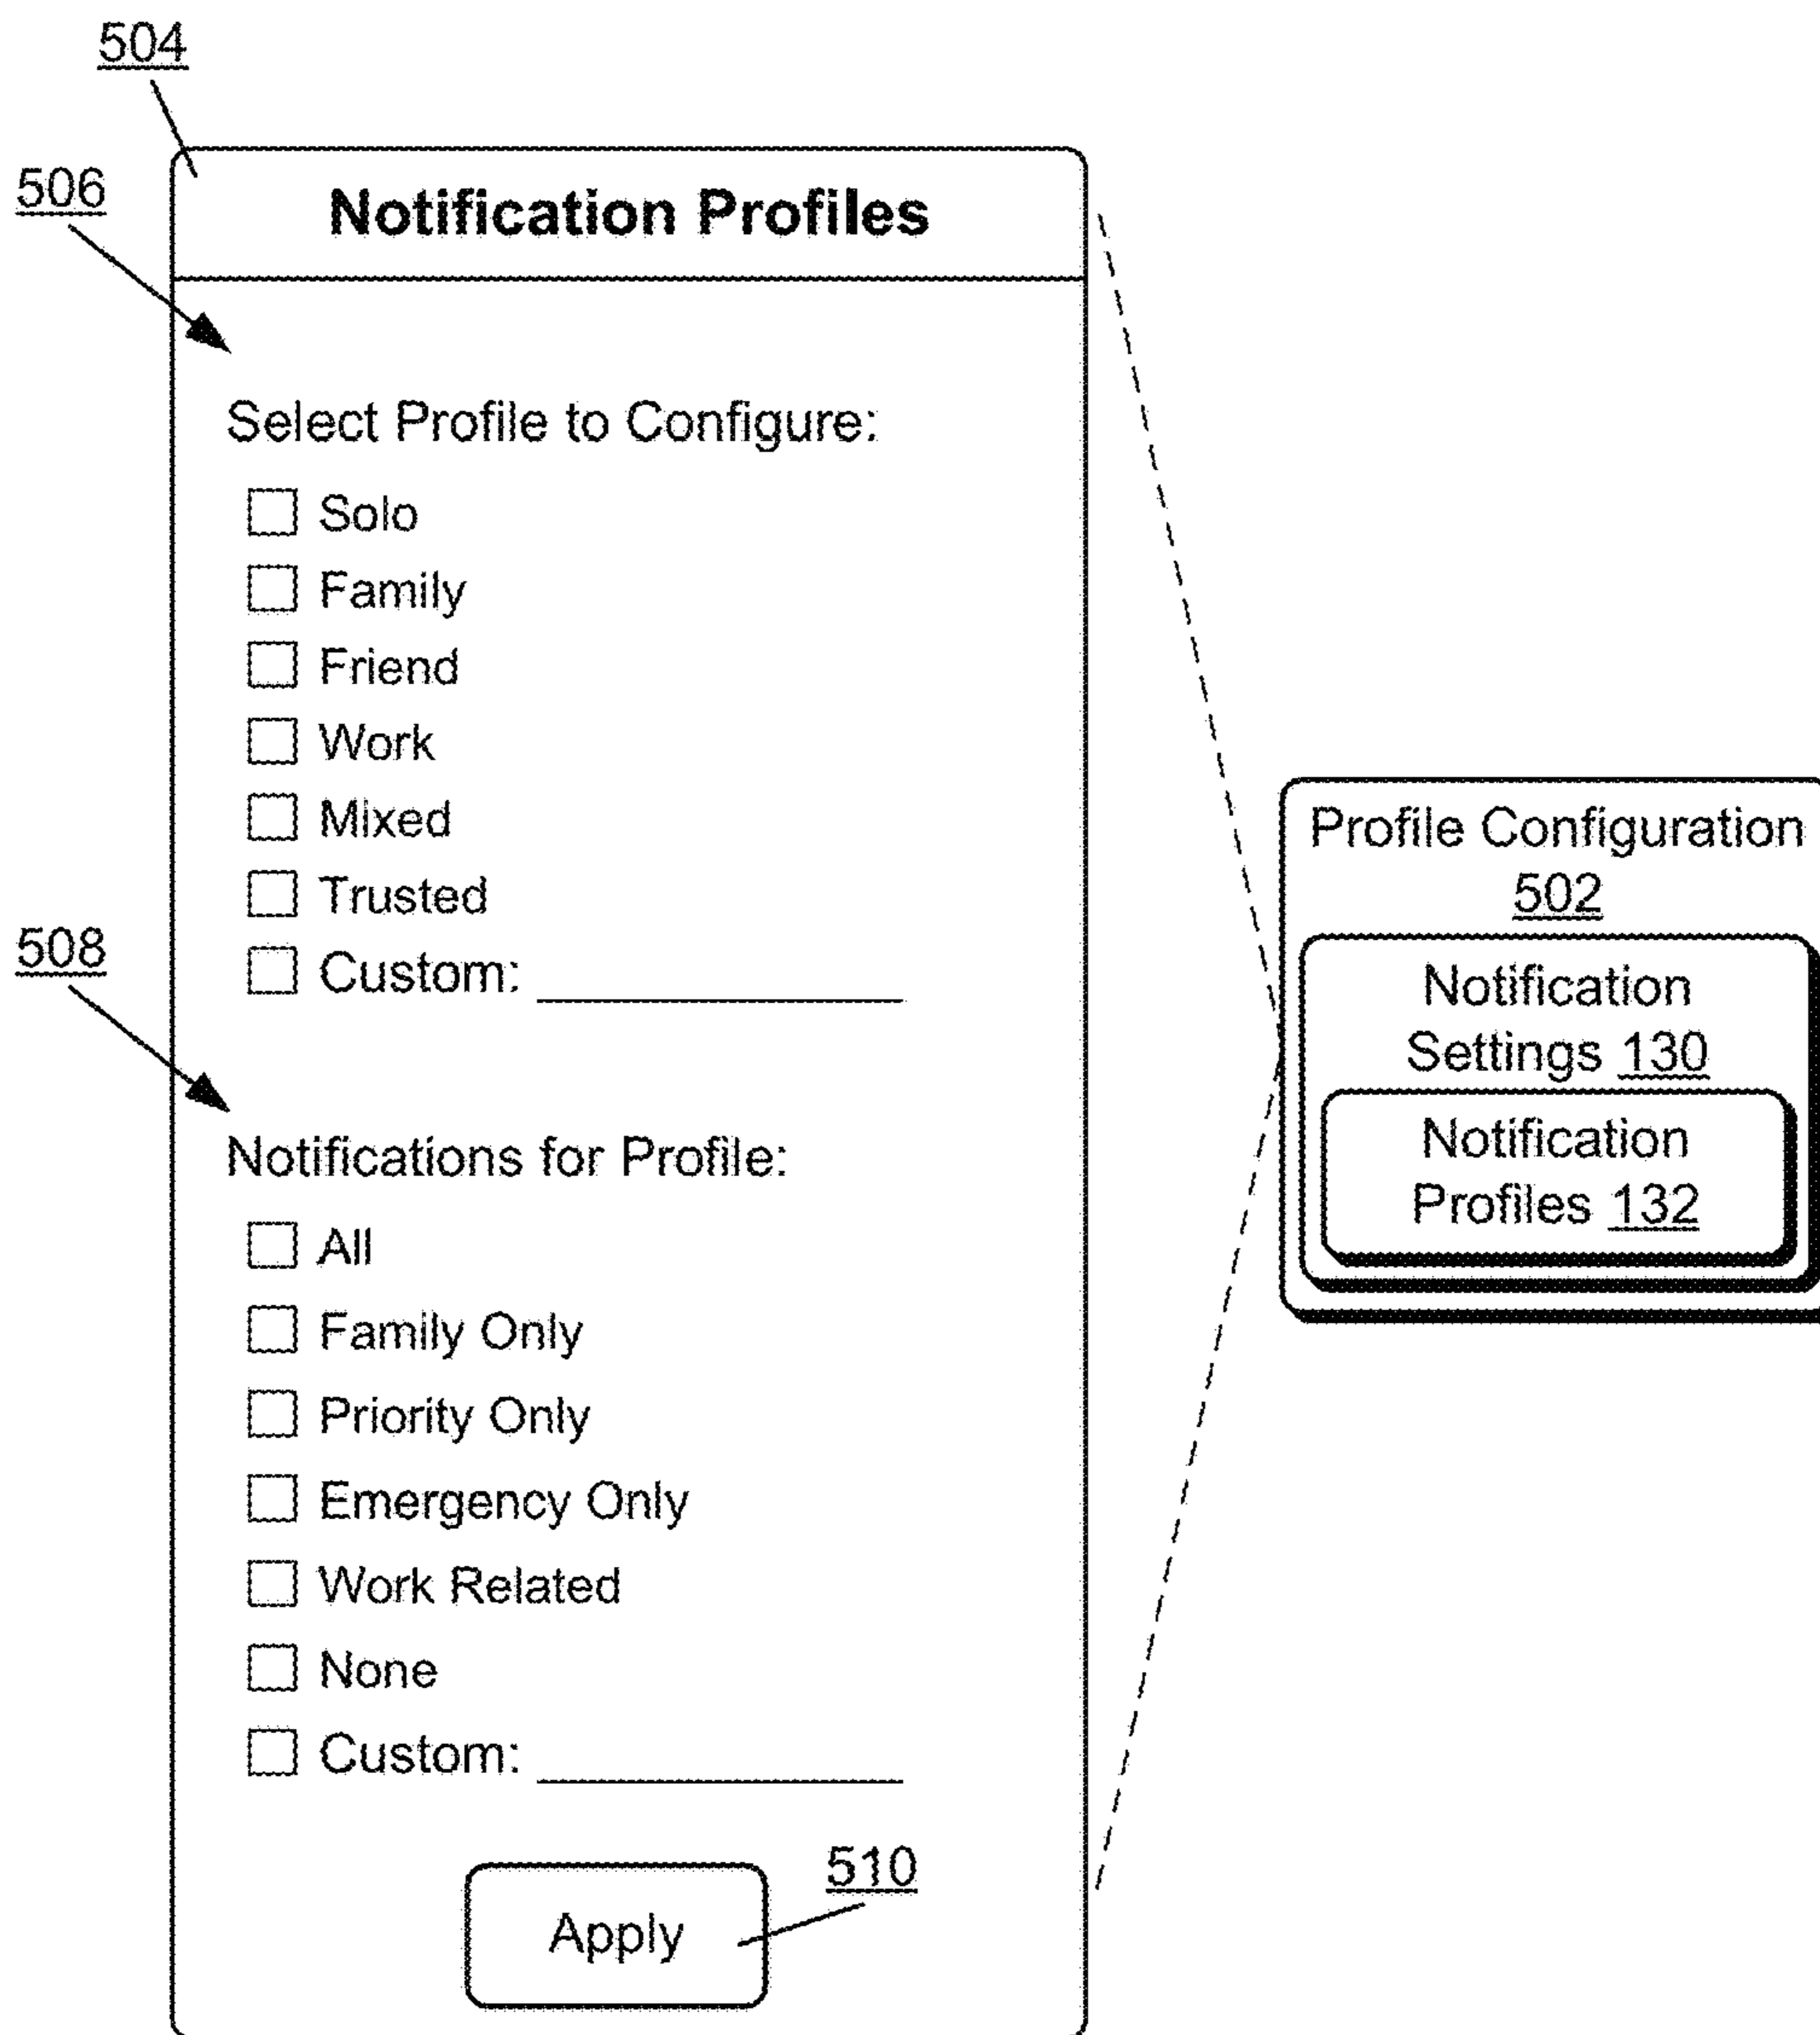 504
506
Notification Profiles
Select Profile to Configure:
Solo
Family
Friend
Work
Mixed
Trusted
Custom:
508
Notifications for Profile:
All
Family Only
Priority Only
Emergency Only
Work Related
None
Custom:
510
Apply
Profile Configuration
502
Notification
Settings 130
Notification
Profiles 132